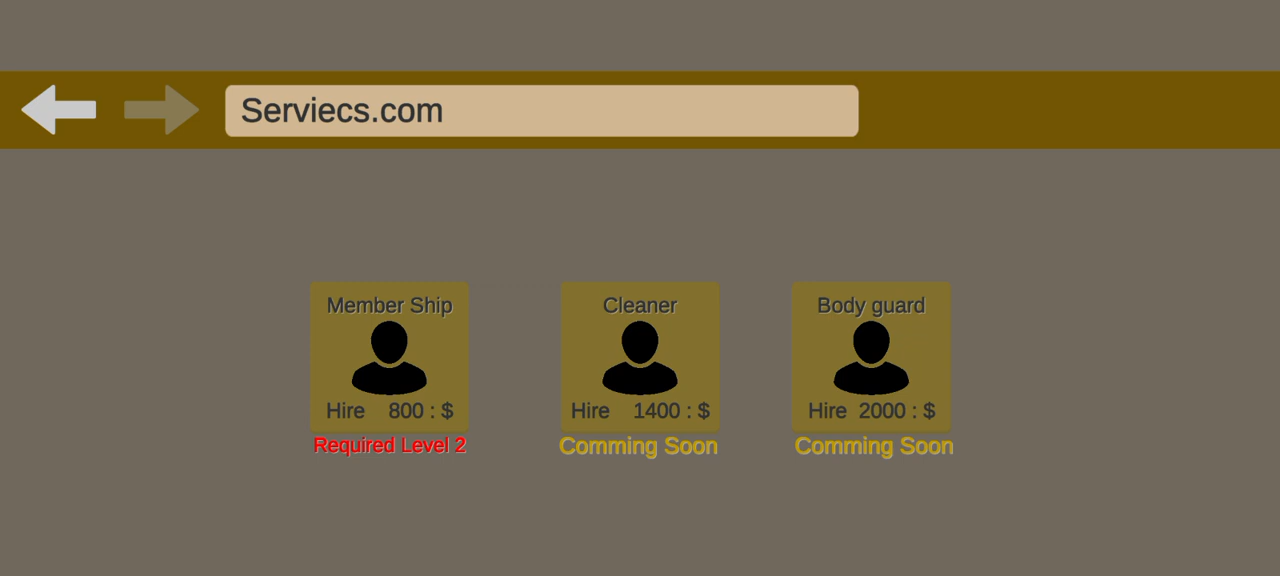 Serviecs.com
Member Ship
Hire 800 : $
Required Level 2
Cleaner
Hire 1400 : $
Comming Soon
Body guard
Hire 2000 : $
Comming Soon